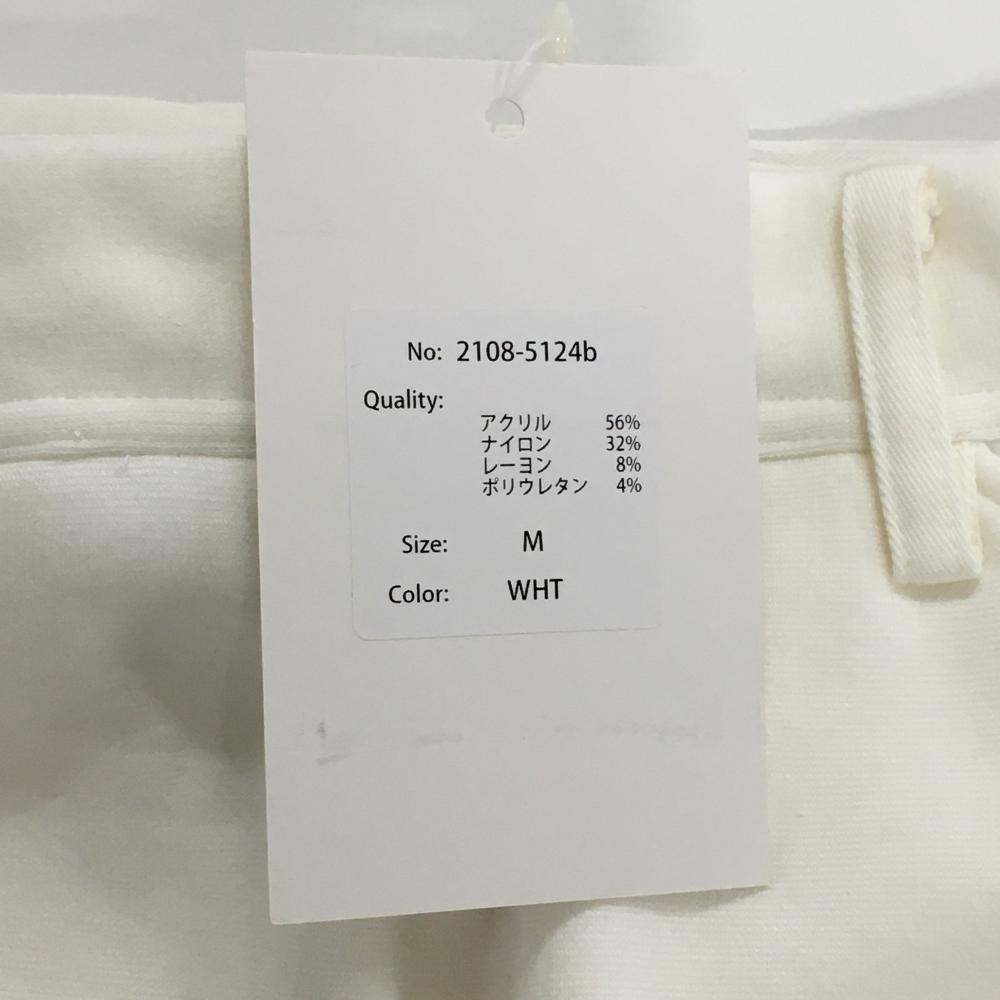 No: 2108-5124b
Quality:
アクリル 56%
ナイロン 32%
レーヨン 8%
ポリウレタン 4%
Size: M
Color: WHT